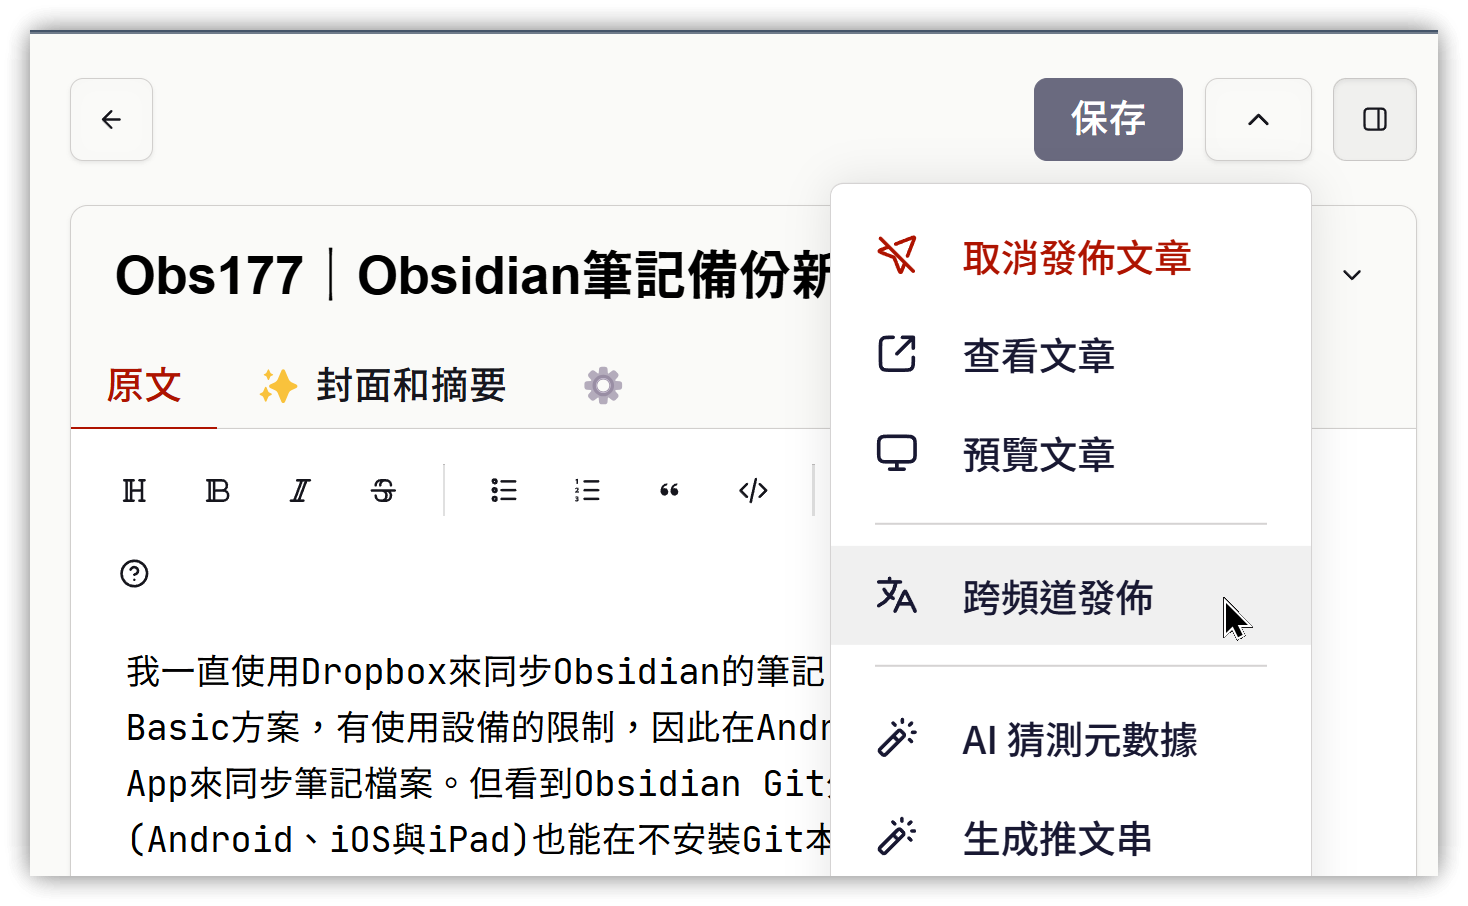 保存
Obs177｜Obsidian筆記備份新
取消發佈文章
查看文章
預覽文章
跨頻道發佈
AI 猜測元數據
生成推文串
原文
✨ 封面和摘要
H B I S 1 2 3 “ </>
?
我一直使用Dropbox來同步Obsidian的筆記
Basic方案，有使用設備的限制，因此在Andr
App來同步筆記檔案。但看到Obsidian Git
(Android、iOS與iPad)也能在不安裝Git本